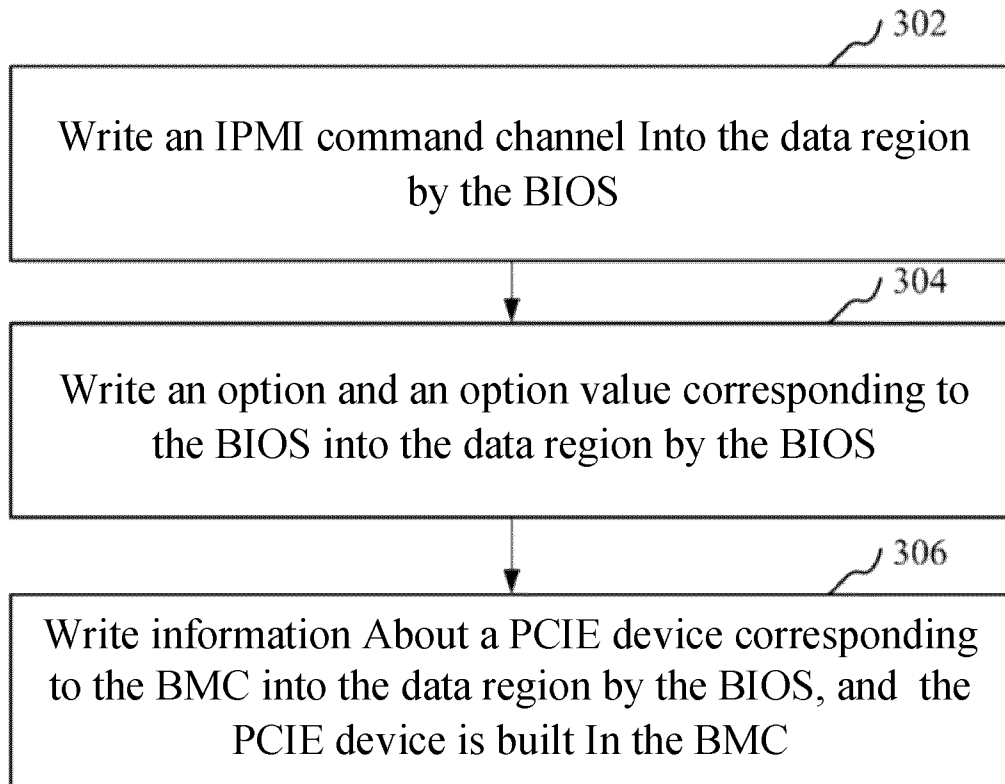 302
Write an IPMI command channel Into the data region
by the BIOS
304
Write an option and an option value corresponding to
the BIOS into the data region by the BIOS
306
Write information About a PCIE device corresponding
to the BMC into the data region by the BIOS, and the
PCIE device is built In the BMC